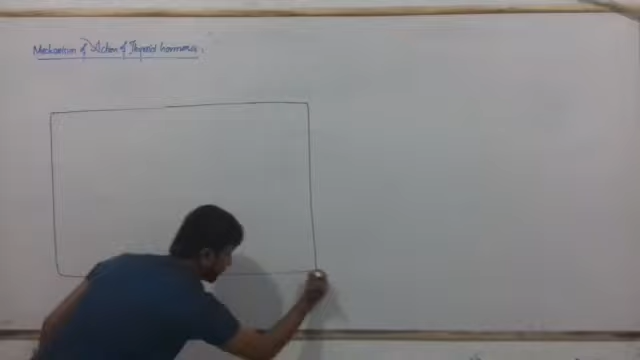 Mechanism of Action of Thyroid hormones.